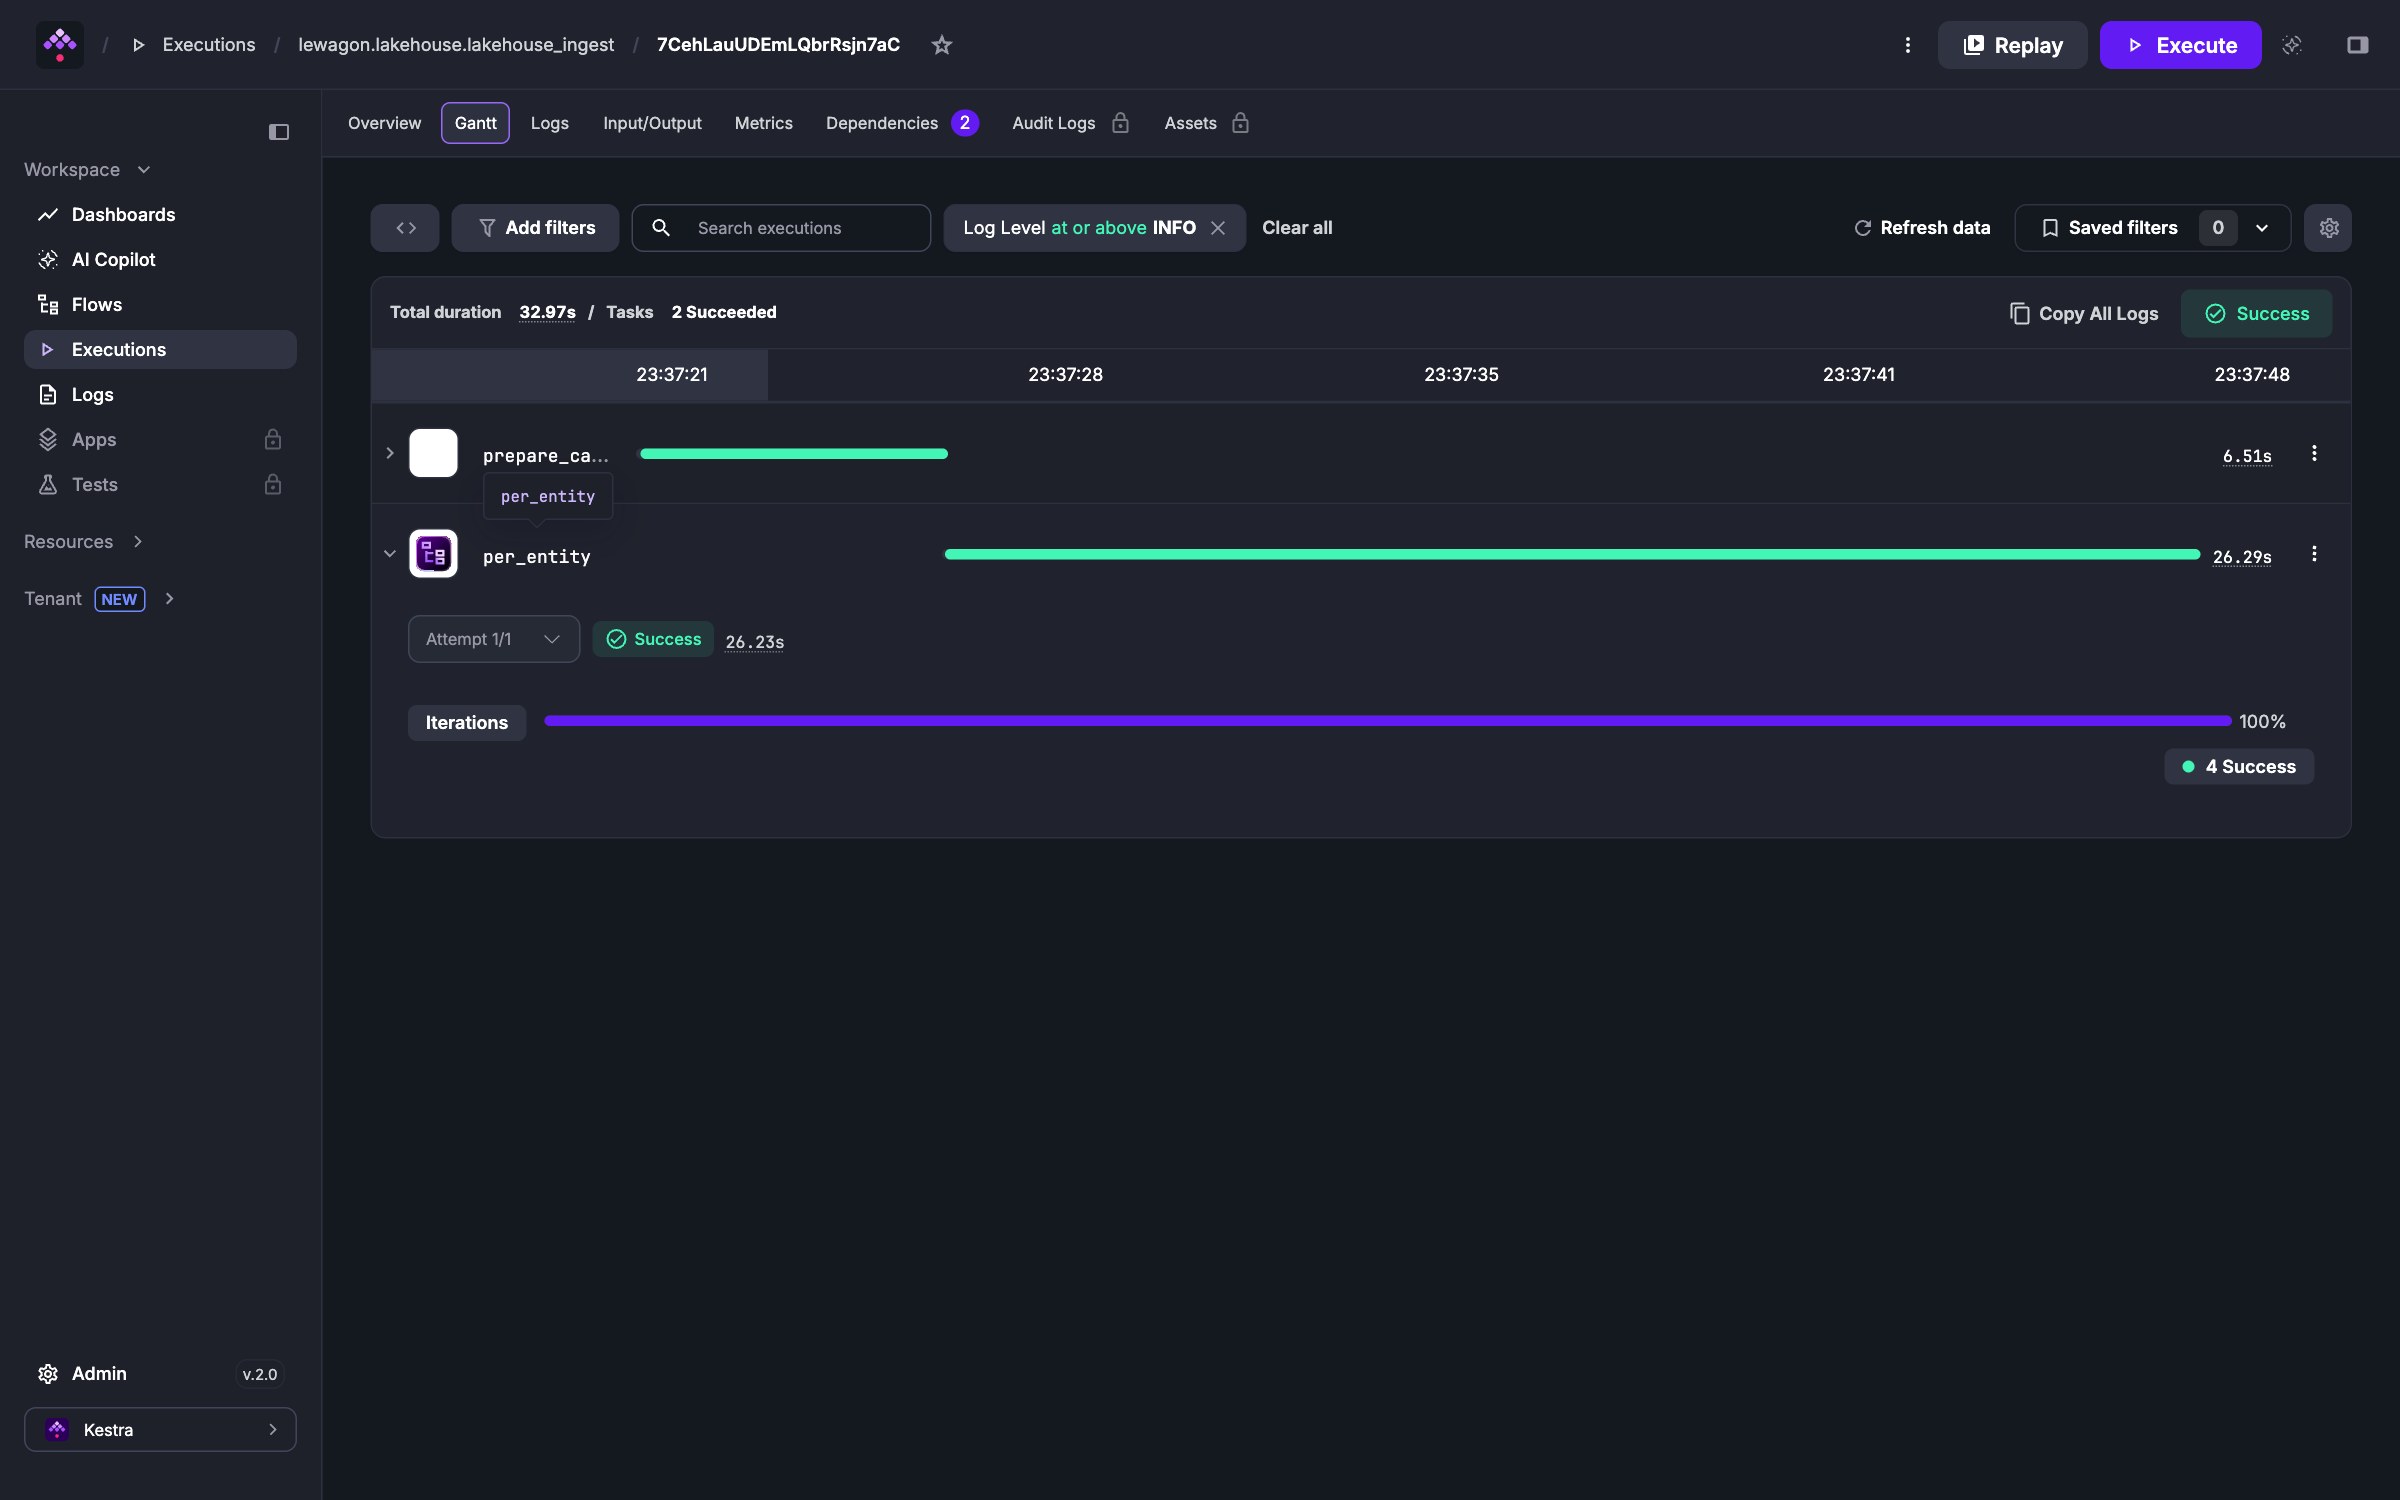 / Executions / lewagon.lakehouse.lakehouse_ingest / 7CehLauUDEmLQbrRsjn7aC
Replay
Execute
Overview Gantt Logs Input/Output Metrics Dependencies 2 Audit Logs Assets
Workspace
Dashboards
AI Copilot
Flows
Executions
Logs
Apps
Tests
Resources
Tenant NEW
Add filters
Search executions
Log Level at or above INFO
Clear all
Refresh data
Saved filters 0
Total duration 32.97s / Tasks 2 Succeeded
Copy All Logs
Success
23:37:21 23:37:28 23:37:35 23:37:41 23:37:48
prepare_ca... 6.51s
per_entity
per_entity 26.29s
Attempt 1/1 Success 26.23s
Iterations 100%
4 Success
Admin v.2.0
Kestra